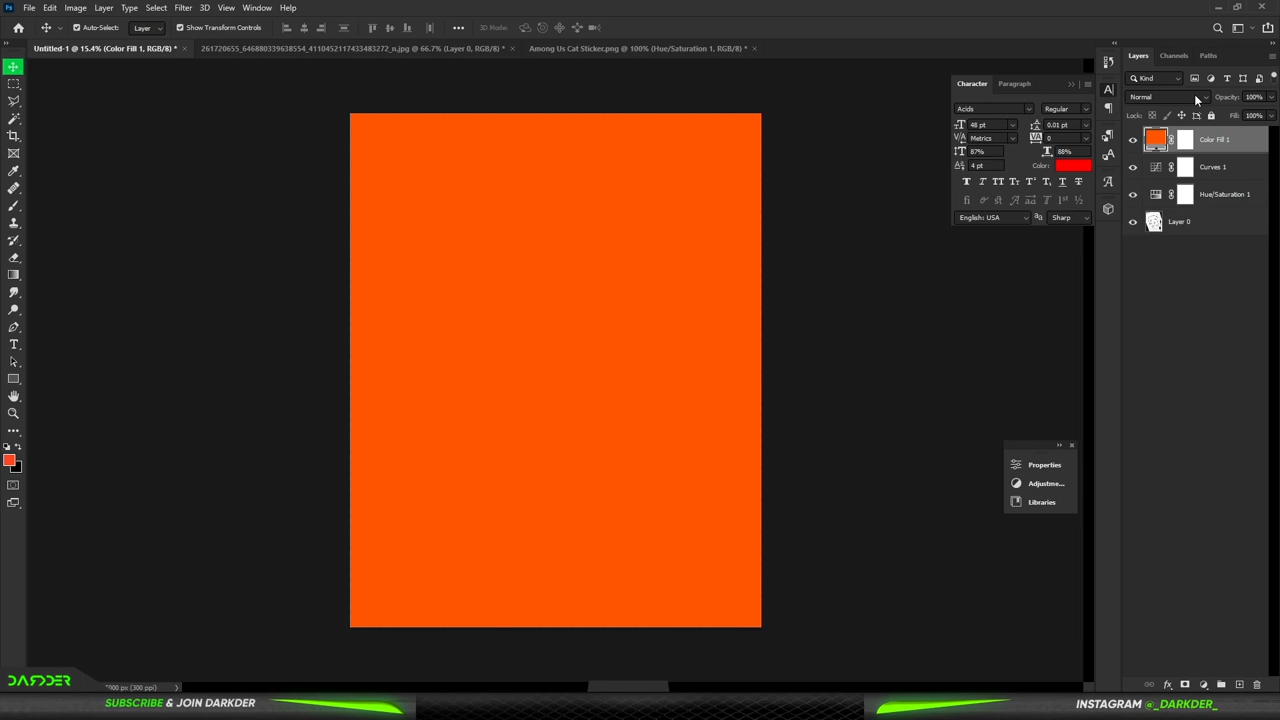 Ps File Edit Image Layer Type Select Filter 3D View Window Help
Auto-Select: Layer Show Transform Controls 3D Mode:
Untitled-1 @ 15.4% (Color Fill 1, RGB/8) * 261720655_646880339638554_4110452117433483272_n.jpg @ 66.7% (Layer 0, RGB/8) * Among Us Cat Sticker.png @ 100% (Hue/Saturation 1, RGB/8) *
Layers Channels Paths
Kind
Normal Opacity: 100%
Lock: Fill: 100%
Color Fill 1
Curves 1
Hue/Saturation 1
Layer 0
Character Paragraph
Acids Regular
48 pt 0.01 pt
Metrics 0
87% 88%
4 pt Color:
English: USA Sharp
Properties
Adjustme...
Libraries
DARDDER
*900 px (300 ppi)
SUBSCRIBE & JOIN DARKDER
INSTAGRAM @_DARKDER_